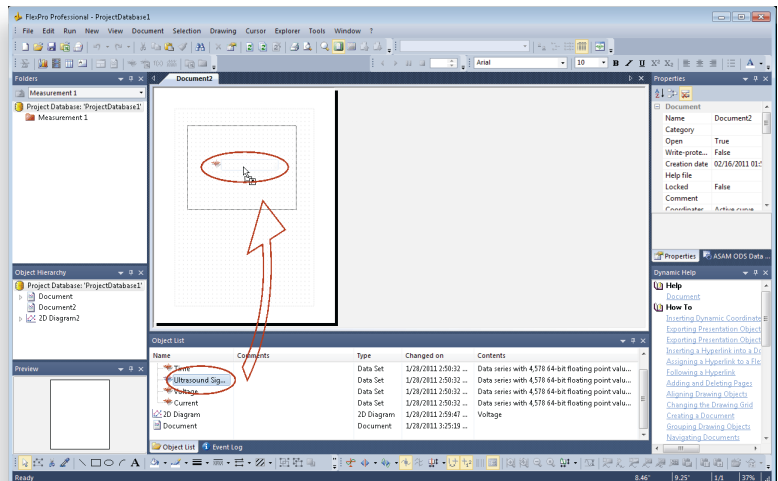 FlexPro Professional - ProjectDatabase1
File Edit Run New View Document Selection Drawing Cursor Explorer Tools Window ?
Arial 10 B Z U X² X₂ A
Folders
Measurement 1
Project Database: 'ProjectDatabase1'
Measurement 1
Document2
Properties
Document
Name Document2
Category
Open True
Write-prote... False
Creation date 02/16/2011 01:
Help file
Locked False
Comment
Coordinates Active curve
Properties ASAM ODS Data ...
Object Hierarchy
Project Database: 'ProjectDatabase1'
Document
Document2
2D Diagram2
Dynamic Help
Help
Document
How To
Inserting Dynamic Coordinate
Exporting Presentation Object
Exporting Presentation Object
Inserting a Hyperlink into a Do
Assigning a Hyperlink to a Fle
Following a Hyperlink
Adding and Deleting Pages
Aligning Drawing Objects
Changing the Drawing Grid
Creating a Document
Grouping Drawing Objects
Navigating Documents
Preview
Object List
Name Comments Type Changed on Contents
Time Data Set 1/28/2011 2:50:32 ... Data series with 4,578 64-bit floating point valu...
Ultrasound Sig... Data Set 1/28/2011 2:50:32 ... Data series with 4,578 64-bit floating point valu...
Voltage Data Set 1/28/2011 2:50:32 ... Data series with 4,578 64-bit floating point valu...
Current Data Set 1/28/2011 2:50:32 ... Data series with 4,578 64-bit floating point valu...
2D Diagram 2D Diagram 1/28/2011 2:59:47 ... Voltage
Document Document 1/28/2011 3:25:19 ...
Object List Event Log
Ready 8.46" 9.25" 1/1 37%